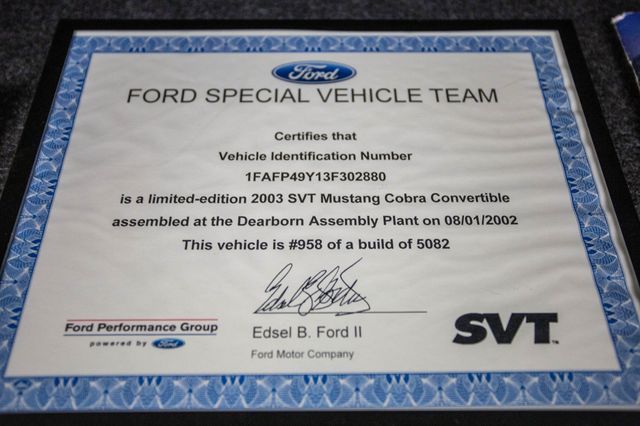 Ford
FORD SPECIAL VEHICLE TEAM
Certifies that
Vehicle Identification Number
1FAFP49Y13F302880
is a limited-edition 2003 SVT Mustang Cobra Convertible
assembled at the Dearborn Assembly Plant on 08/01/2002
This vehicle is #958 of a build of 5082
Edsel B. Ford II
Ford Motor Company
Ford Performance Group
powered by Ford
SVT™